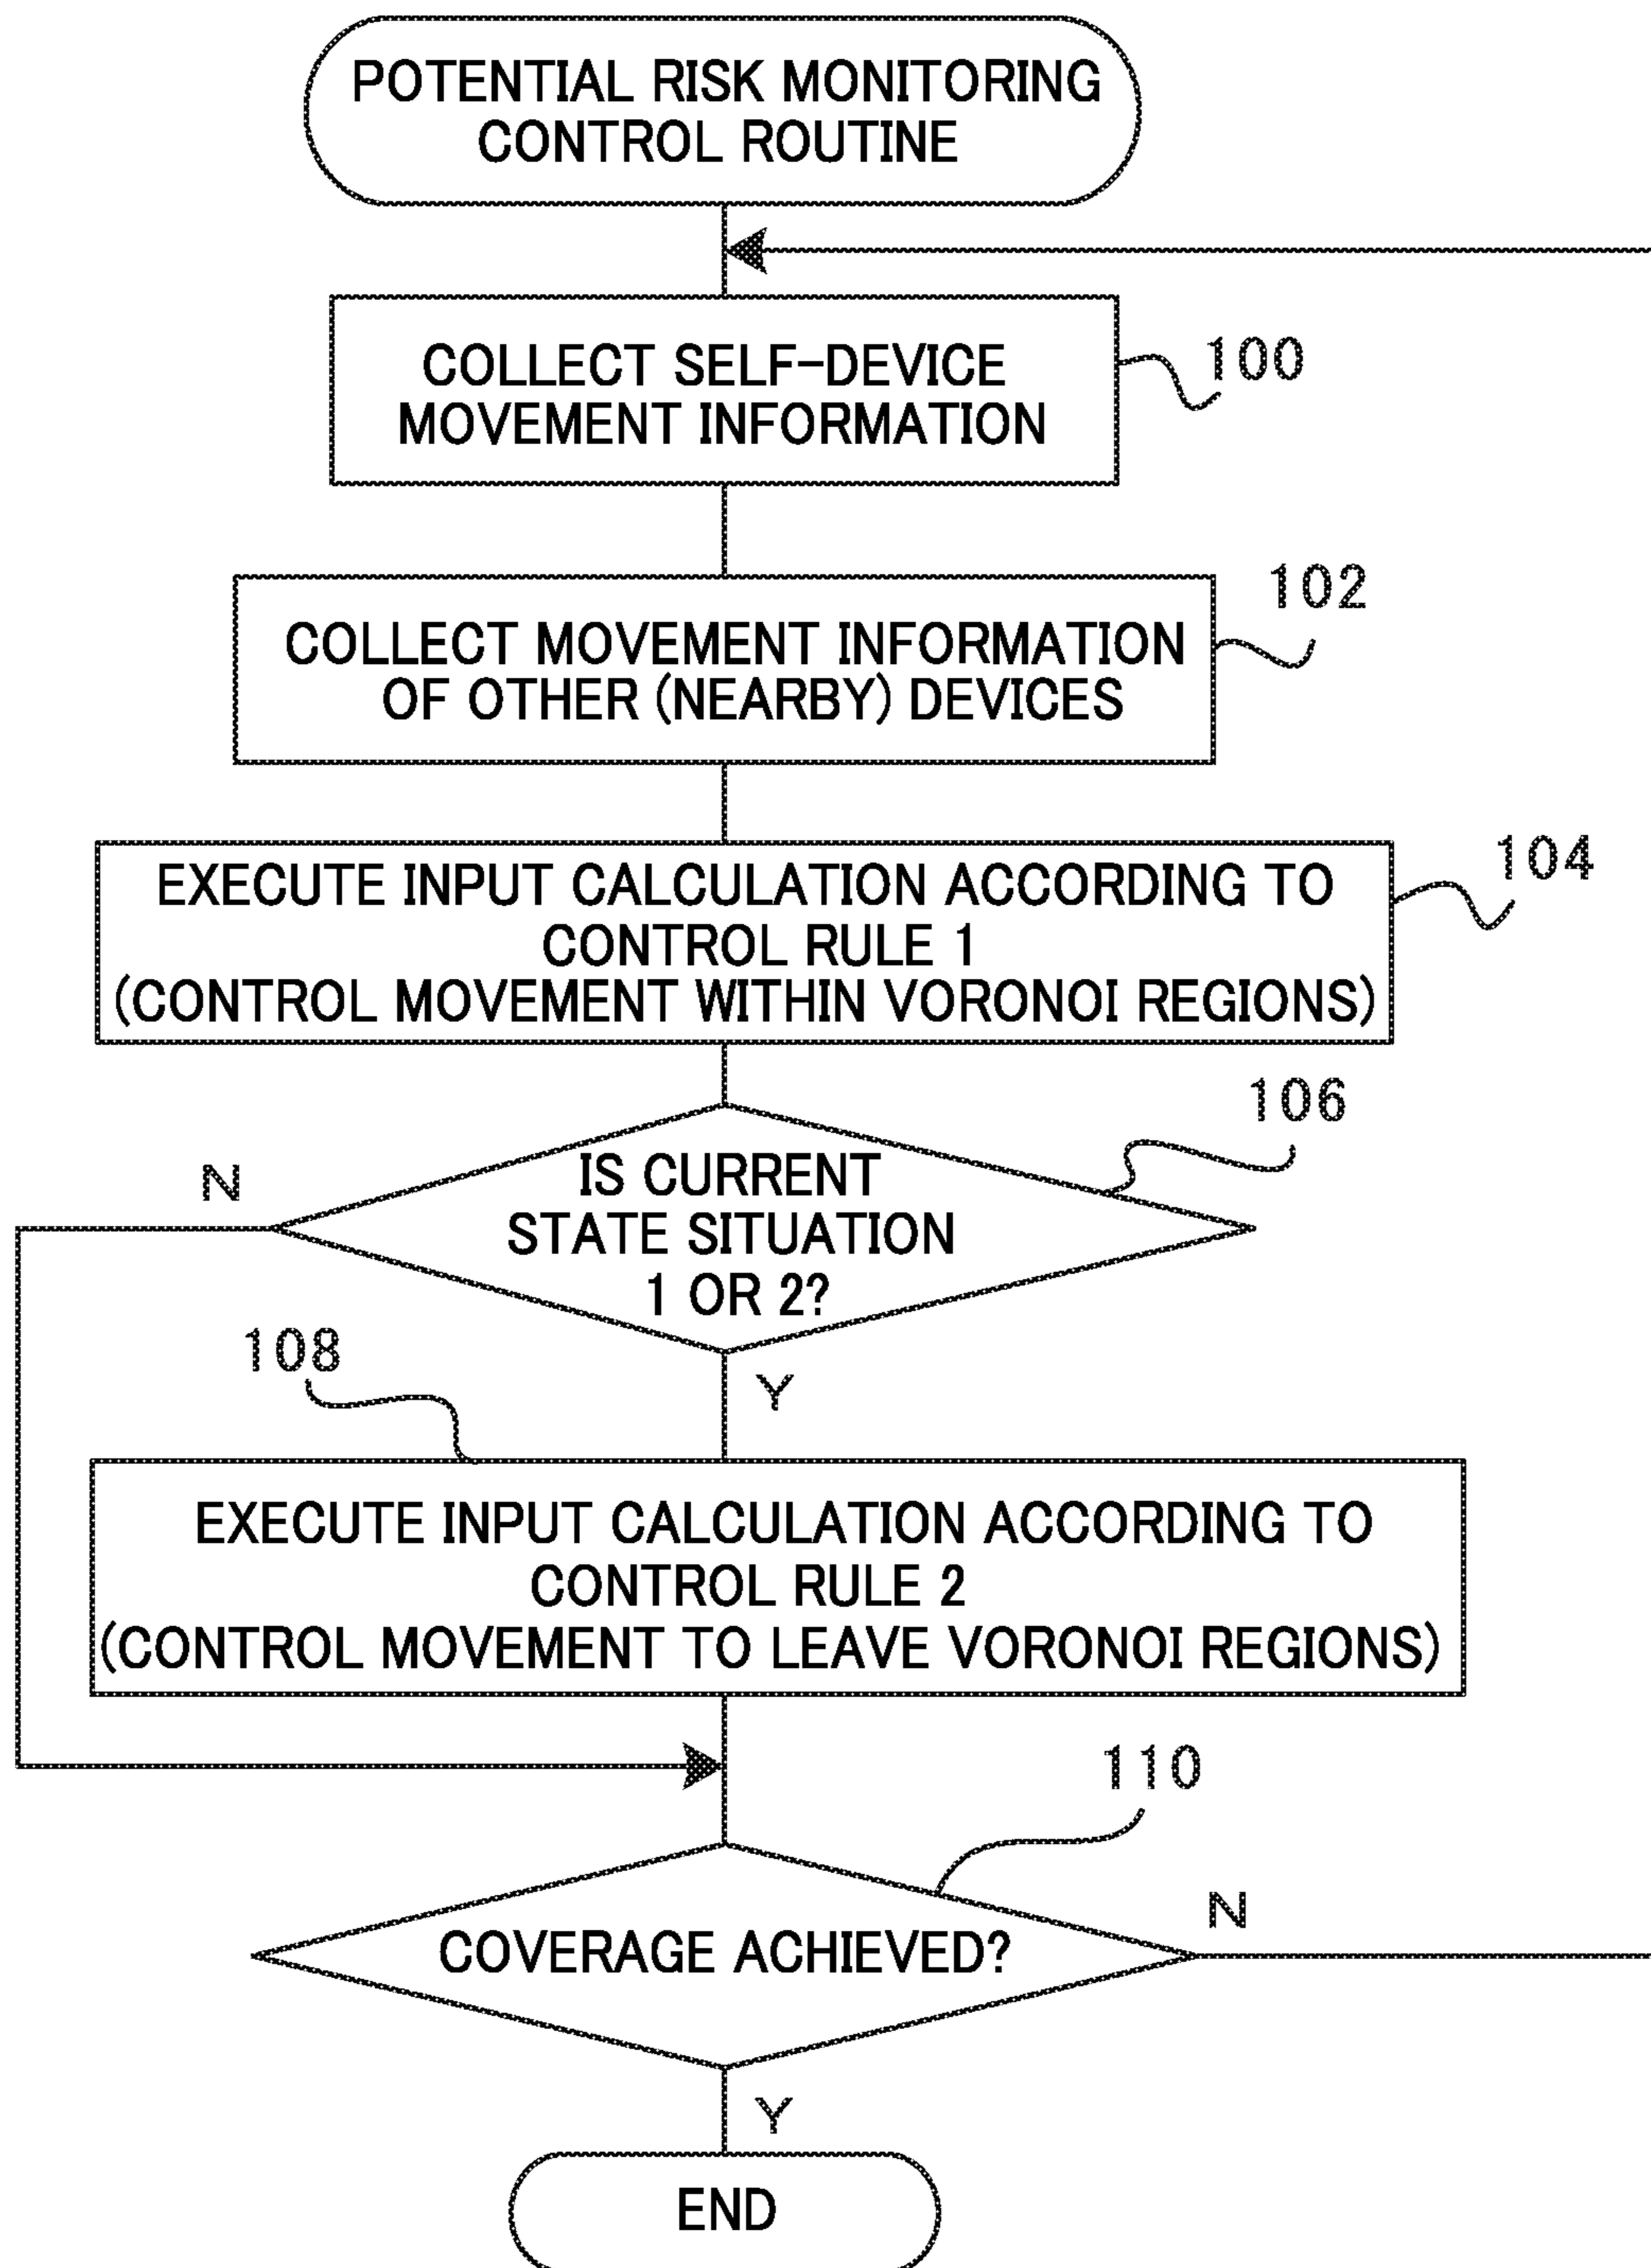 POTENTIAL RISK MONITORING
CONTROL ROUTINE
COLLECT SELF-DEVICE
MOVEMENT INFORMATION
100
COLLECT MOVEMENT INFORMATION
OF OTHER (NEARBY) DEVICES
102
EXECUTE INPUT CALCULATION ACCORDING TO
CONTROL RULE 1
(CONTROL MOVEMENT WITHIN VORONOI REGIONS)
104
106
N
IS CURRENT
STATE SITUATION
1 OR 2?
108
Y
EXECUTE INPUT CALCULATION ACCORDING TO
CONTROL RULE 2
(CONTROL MOVEMENT TO LEAVE VORONOI REGIONS)
110
N
COVERAGE ACHIEVED?
Y
END